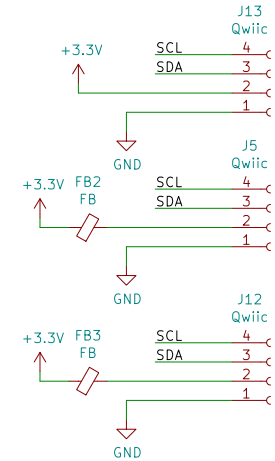 J13
Qwiic
+3.3V
SCL 4
SDA 3
2
1
GND
J5
Qwiic
+3.3V
FB2
FB
SCL 4
SDA 3
2
1
GND
J12
Qwiic
+3.3V
FB3
FB
SCL 4
SDA 3
2
1
GND